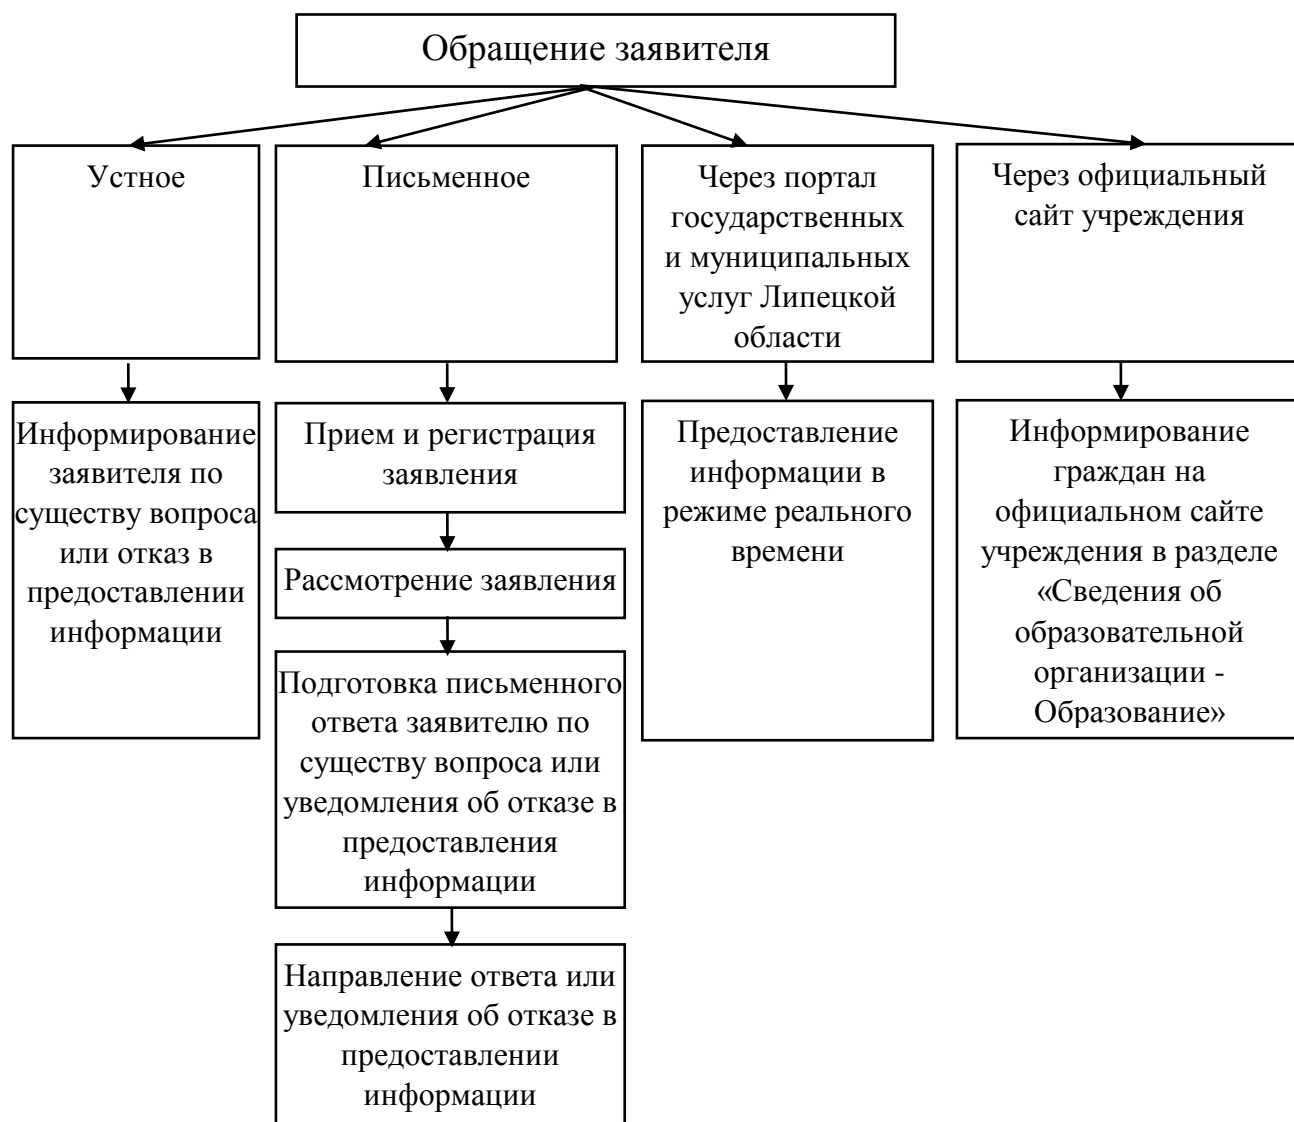 Обращение заявителя
Устное
Письменное
Через портал
государственных
и муниципальных
услуг Липецкой
области
Через официальный
сайт учреждения
Информирование
заявителя по
существу вопроса
или отказ в
предоставлении
информации
Прием и регистрация
заявления
Рассмотрение заявления
Подготовка письменного
ответа заявителю по
существу вопроса или
уведомления об отказе в
предоставления
информации
Направление ответа или
уведомления об отказе в
предоставлении
информации
Предоставление
информации в
режиме реального
времени
Информирование
граждан на
официальном сайте
учреждения в разделе
«Сведения об
образовательной
организации -
Образование»